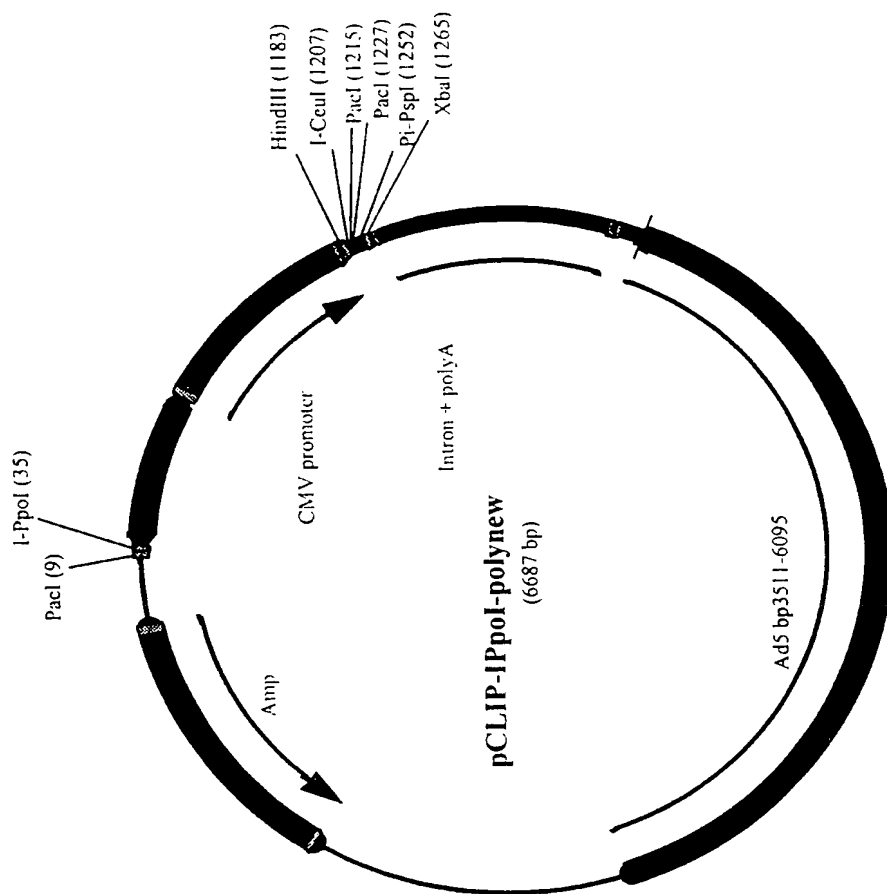 HindIII (1183)
I-CeuI (1207)
PacI (1215)
PacI (1227)
Pi-PspI (1252)
XbaI (1265)
I-PpoI (35)
PacI (9)
CMV promoter
Intron + polyA
Amp
pCLIP-IPpoI-polynew
(6687 bp)
Ad5 bp3511-6095